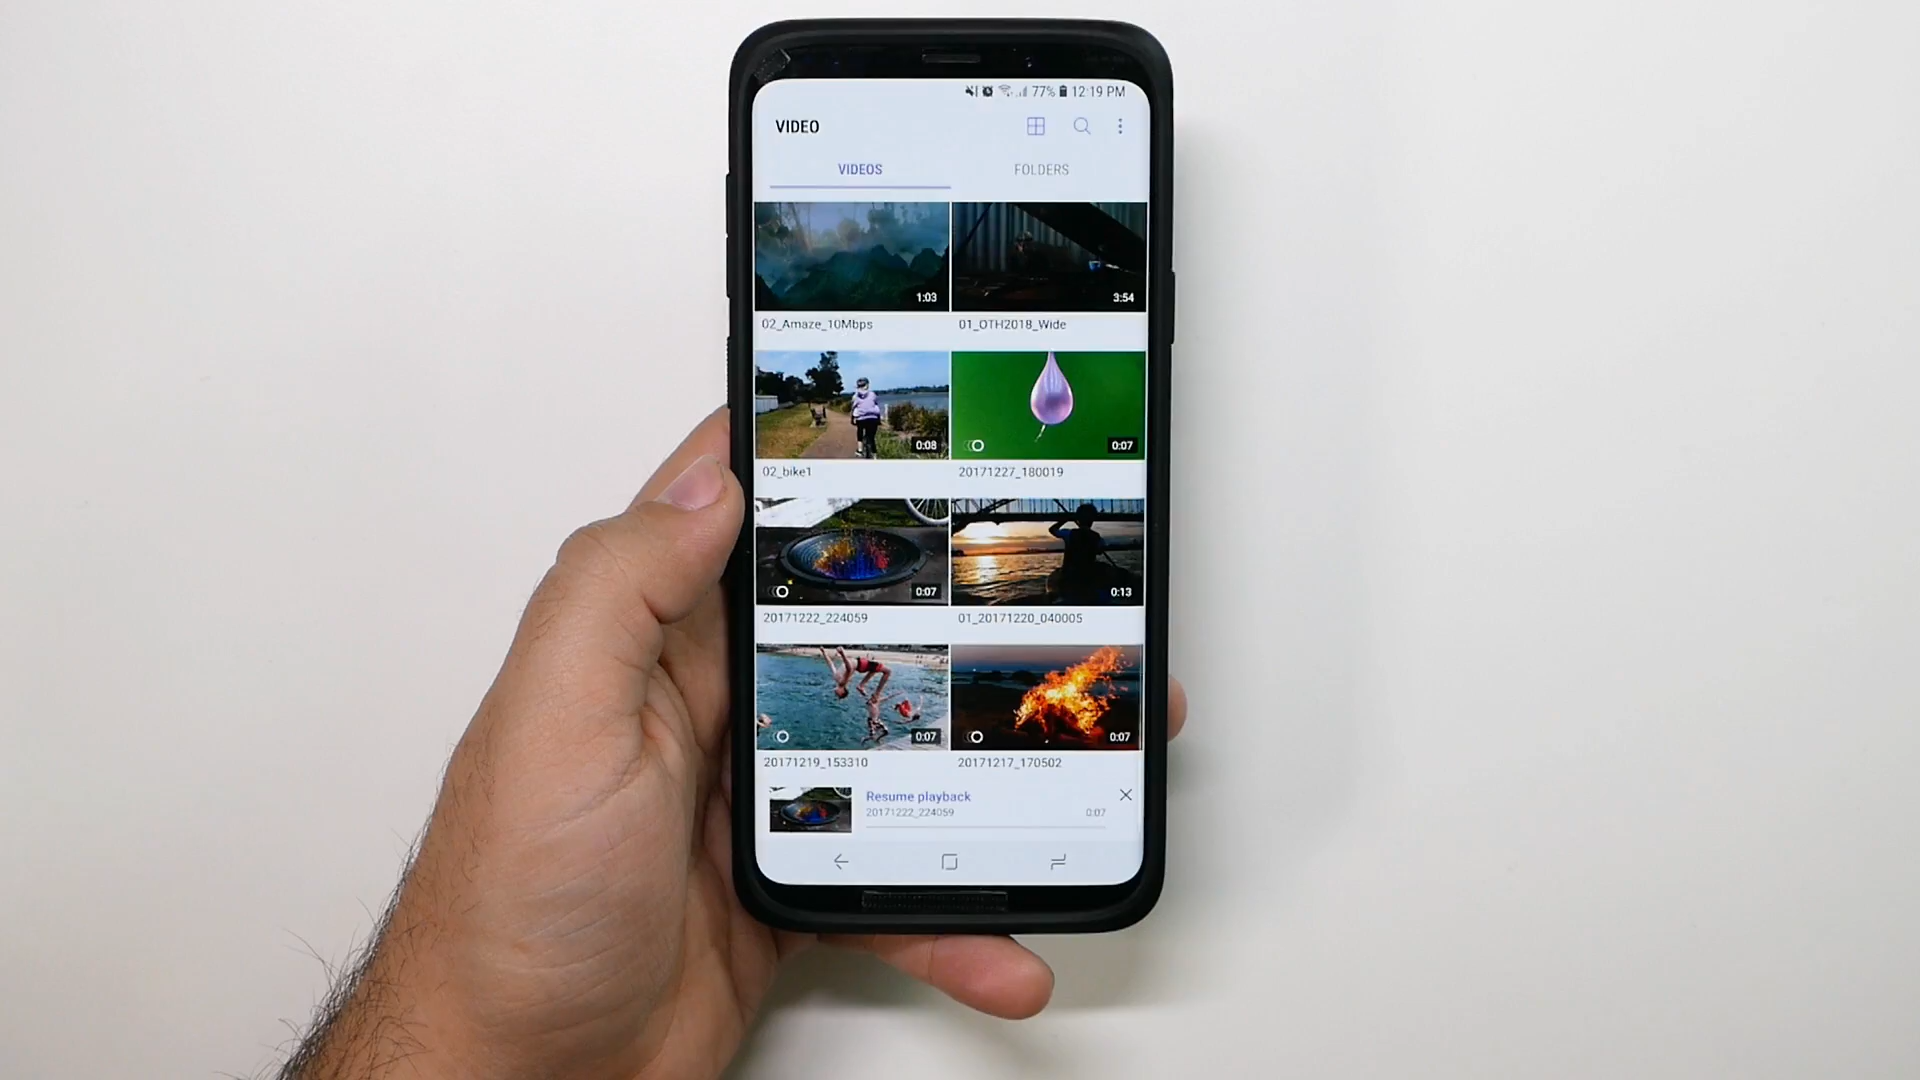 77% 12:19 PM
VIDEO
VIDEOS FOLDERS
1:03 3:54
02_Amaze_10Mbps 01_OTH2018_Wide
0:08 0:07
02_bike1 20171227_180019
0:07 0:13
20171222_224059 01_20171220_040005
0:07 0:07
20171219_153310 20171217_170502
Resume playback
20171222_224059 0:07